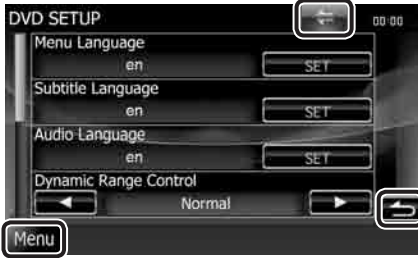 DVD SETUP 00:00
Menu Language
en SET
Subtitle Language
en SET
Audio Language
en SET
Dynamic Range Control
Normal
Menu